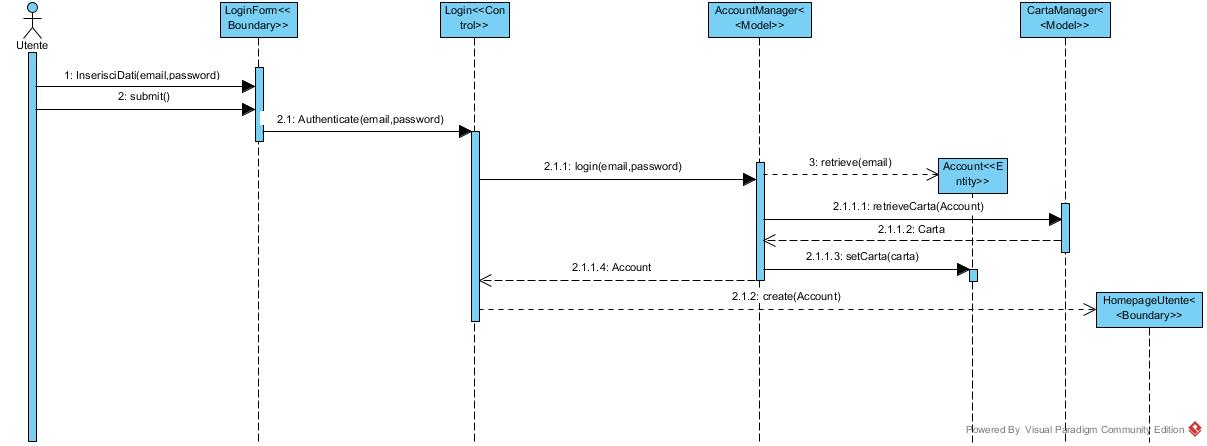 LoginForm<<
Boundary>>
Login<<Con
trol>>
AccountManager<
<Model>>
CartaManager<
<Model>>
Utente
1: InserisciDati(email,password)
2: submit()
2.1: Authenticate(email,password)
2.1.1: login(email,password)
3: retrieve(email)
Account<<E
ntity>>
2.1.1.1: retrieveCarta(Account)
2.1.1.2: Carta
2.1.1.3: setCarta(carta)
2.1.1.4: Account
2.1.2: create(Account)
HomepageUtente<
<Boundary>>
Powered By Visual Paradigm Community Edition